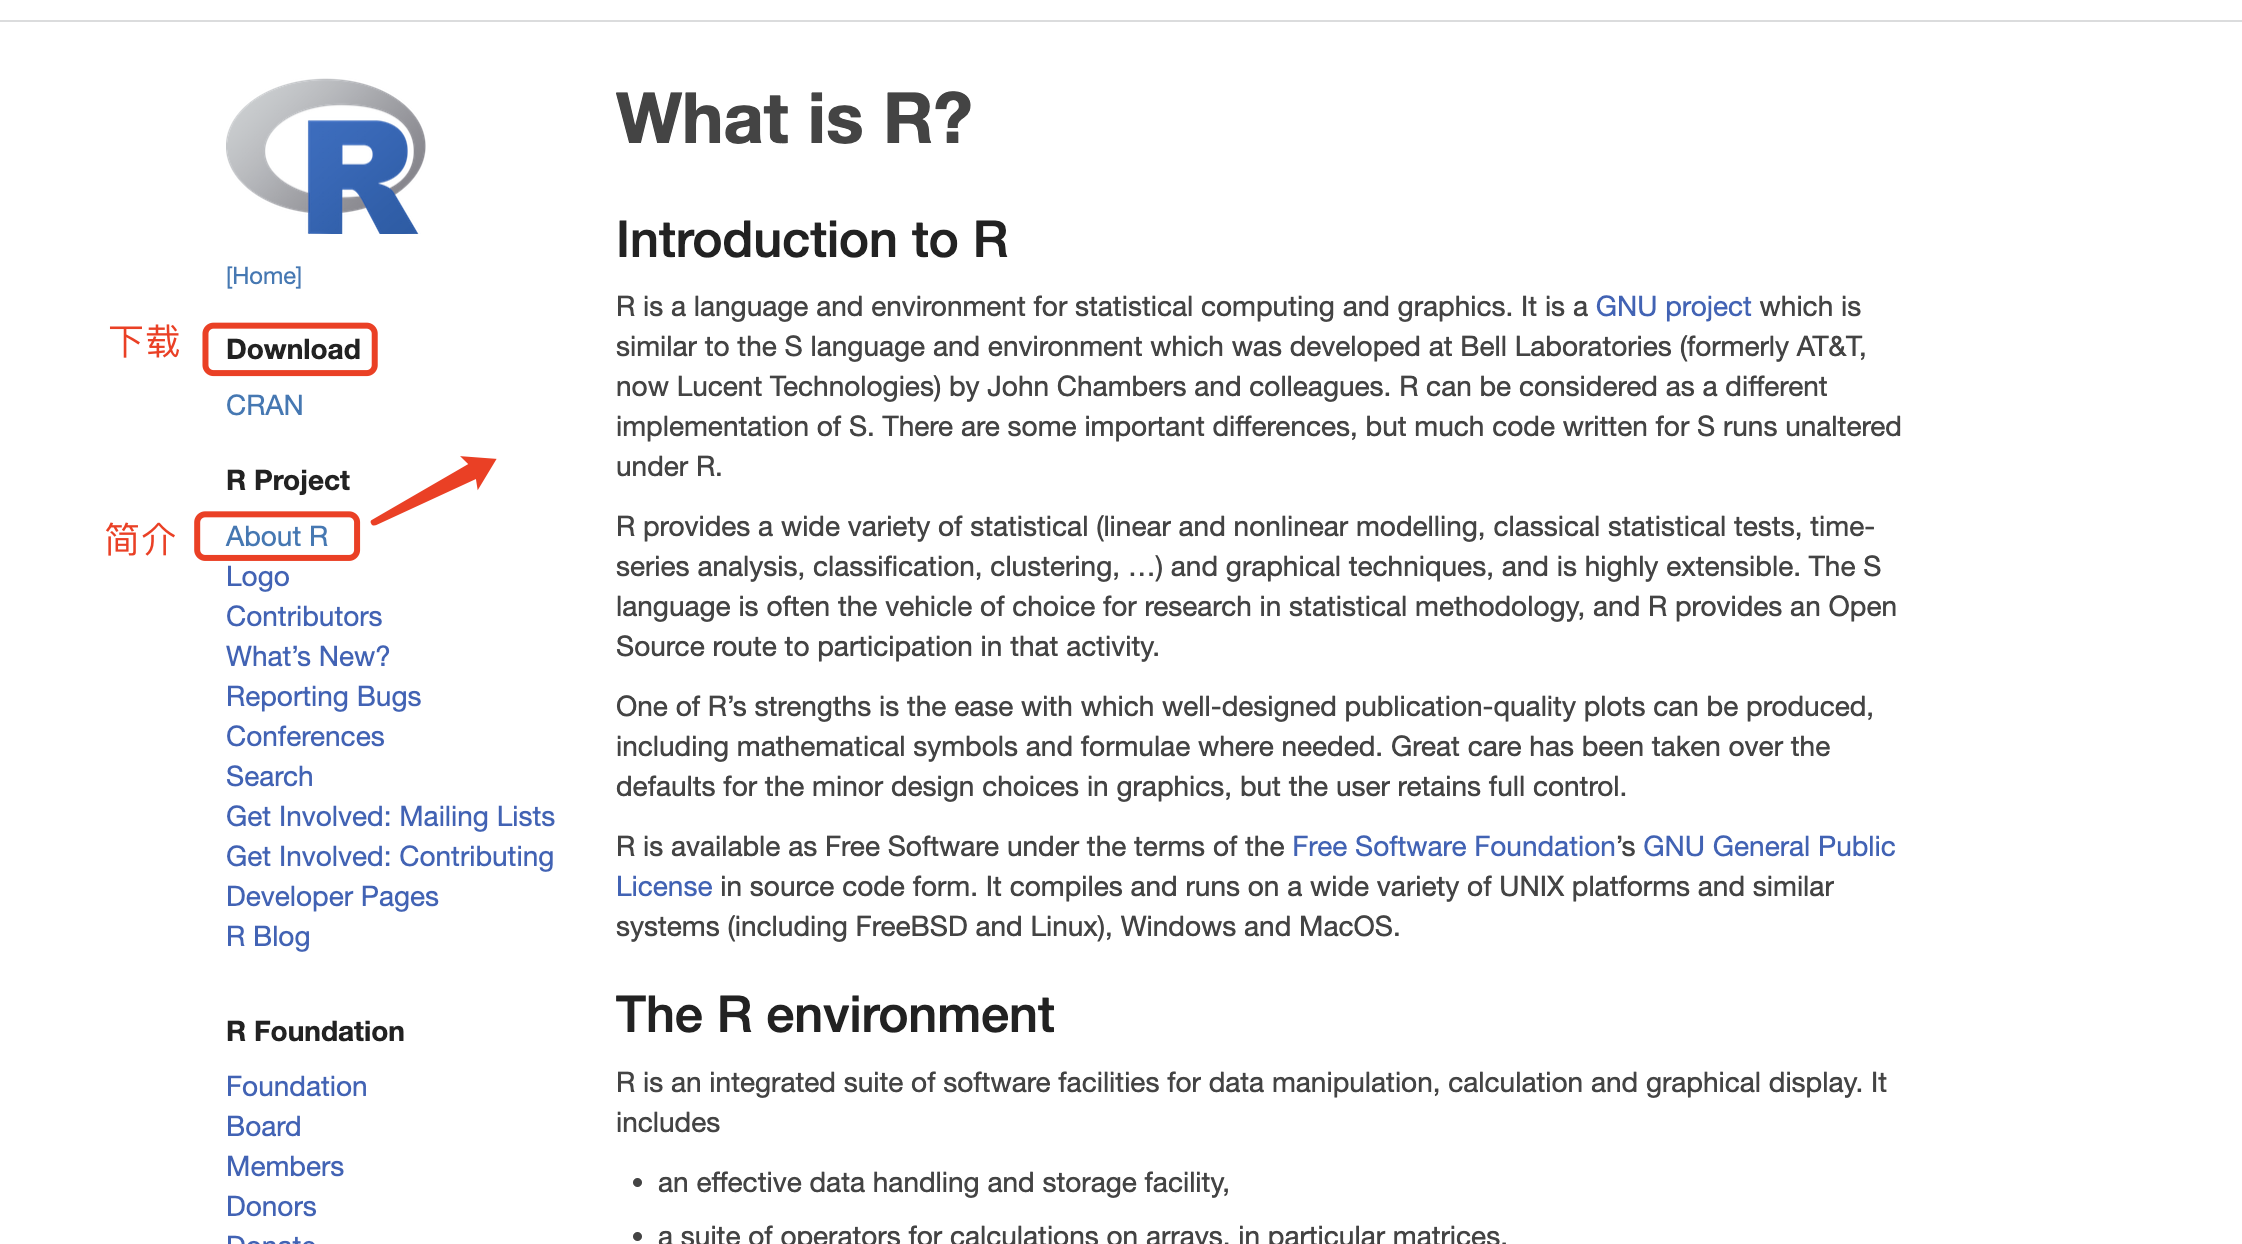 R
[Home]
下载
Download
CRAN
R Project
简介
About R
Logo
Contributors
What’s New?
Reporting Bugs
Conferences
Search
Get Involved: Mailing Lists
Get Involved: Contributing
Developer Pages
R Blog
R Foundation
Foundation
Board
Members
Donors
Donate
What is R?
Introduction to R
R is a language and environment for statistical computing and graphics. It is a GNU project which is
similar to the S language and environment which was developed at Bell Laboratories (formerly AT&T,
now Lucent Technologies) by John Chambers and colleagues. R can be considered as a different
implementation of S. There are some important differences, but much code written for S runs unaltered
under R.
R provides a wide variety of statistical (linear and nonlinear modelling, classical statistical tests, time-
series analysis, classification, clustering, …) and graphical techniques, and is highly extensible. The S
language is often the vehicle of choice for research in statistical methodology, and R provides an Open
Source route to participation in that activity.
One of R’s strengths is the ease with which well-designed publication-quality plots can be produced,
including mathematical symbols and formulae where needed. Great care has been taken over the
defaults for the minor design choices in graphics, but the user retains full control.
R is available as Free Software under the terms of the Free Software Foundation’s GNU General Public
License in source code form. It compiles and runs on a wide variety of UNIX platforms and similar
systems (including FreeBSD and Linux), Windows and MacOS.
The R environment
R is an integrated suite of software facilities for data manipulation, calculation and graphical display. It
includes
• an effective data handling and storage facility,
• a suite of operators for calculations on arrays, in particular matrices,